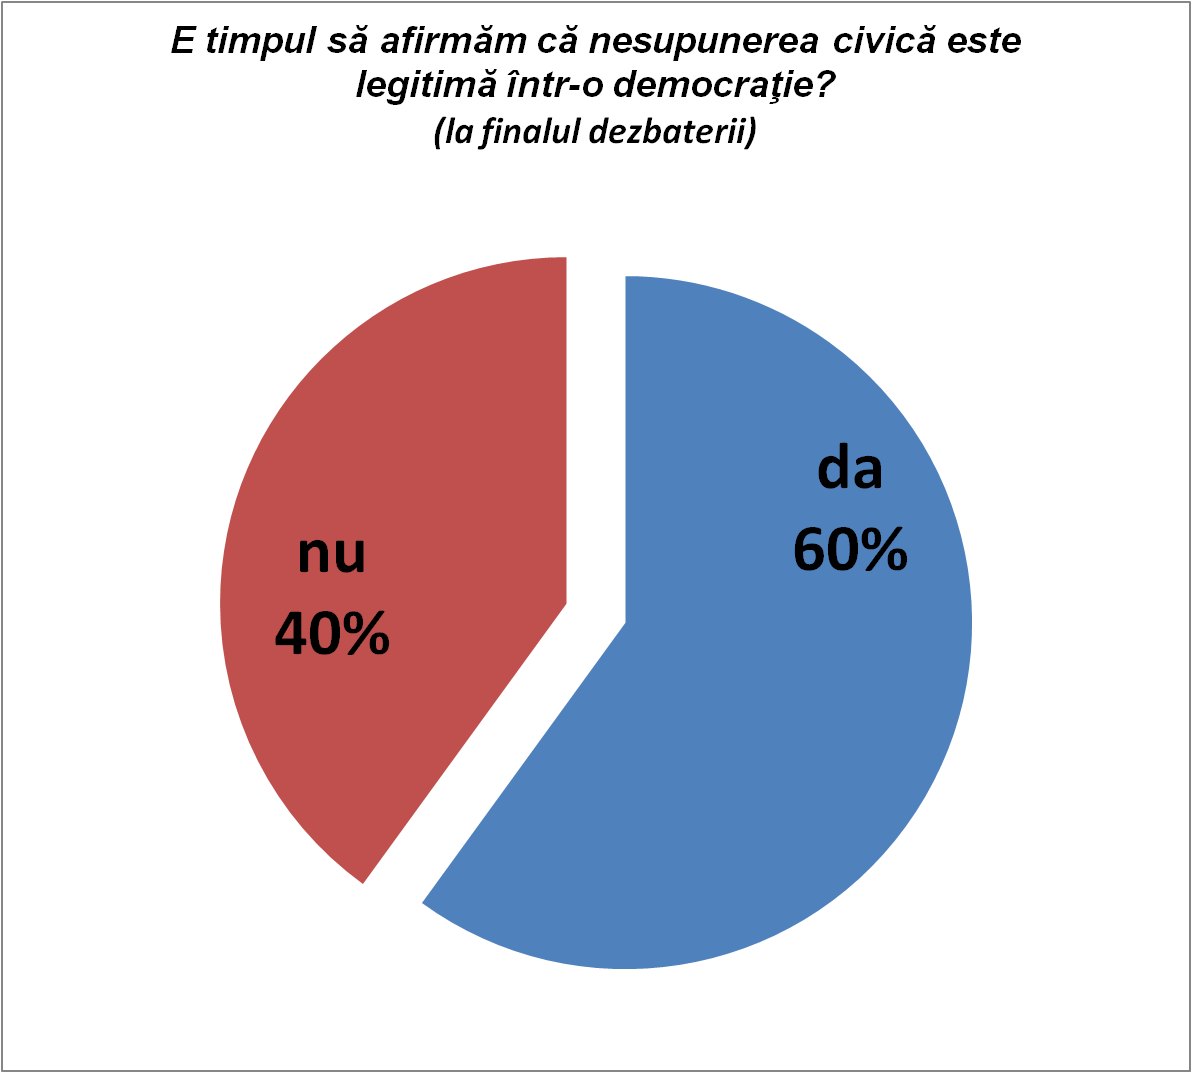 E timpul să afirmăm că nesupunerea civică este
legitimă într-o democraţie?
(la finalul dezbaterii)
da
60%
nu
40%